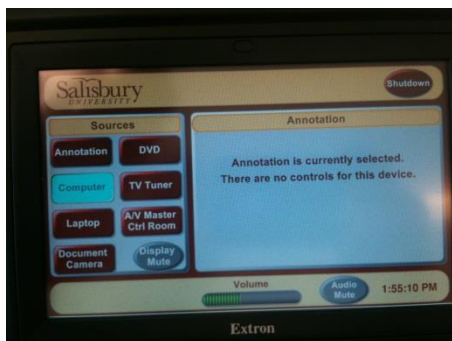 Salisbury
UNIVERSITY
Shutdown
Sources
Annotation
DVD
Computer
TV Tuner
Laptop
A/V Master
Ctrl Room
Document
Camera
Display
Mute
Annotation
Annotation is currently selected.
There are no controls for this device.
Volume
Audio
Mute
1:55:10 PM
Extron